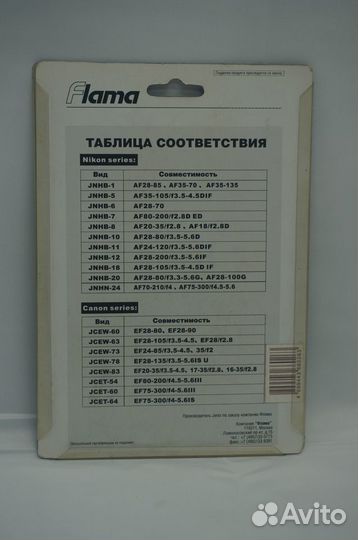 Flama
ТАБЛИЦА СООТВЕТСТВИЯ
Nikon series:
Вид Совместимость
JNHB-1 AF28-85 , AF35-70 , AF35-135
JNHB-5 AF35-105/f3.5-4.5DIF
JNHB-6 AF28-70
JNHB-7 AF80-200/f2.8D ED
JNHB-8 AF20-35/f2.8 , AF18/f2.8D
JNHB-10 AF28-80/f3.5-5.6D
JNHB-11 AF24-120/f3.5-5.6DIF
JNHB-12 AF28-200/f3.5-5.6IF
JNHB-18 AF28-105/f3.5-4.5D IF
JNHB-20 AF28-80/f3.3-5.6G, AF28-100G
JNHN-24 AF70-210/f4 , AF75-300/f4.5-5.6
Canon series:
Вид Совместимость
JCEW-60 EF28-80, EF28-90
JCEW-63 EF28-105/f3.5-4.5, EF28/f2.8
JCEW-73 EF24-85/f3.5-4.5, 35/f2
JCEW-78 EF28-135/f3.5-5.6IS U
JCEW-83 EF20-35/f3.5-4.5, 17-35/f2.8, 16-35/f2.8
JCET-54 EF80-200/f4.5-5.6III
JCET-60 EF75-300/f4-5.6III
JCET-64 EF75-300/f4-5.6IS
Компания "Флама"
Avito